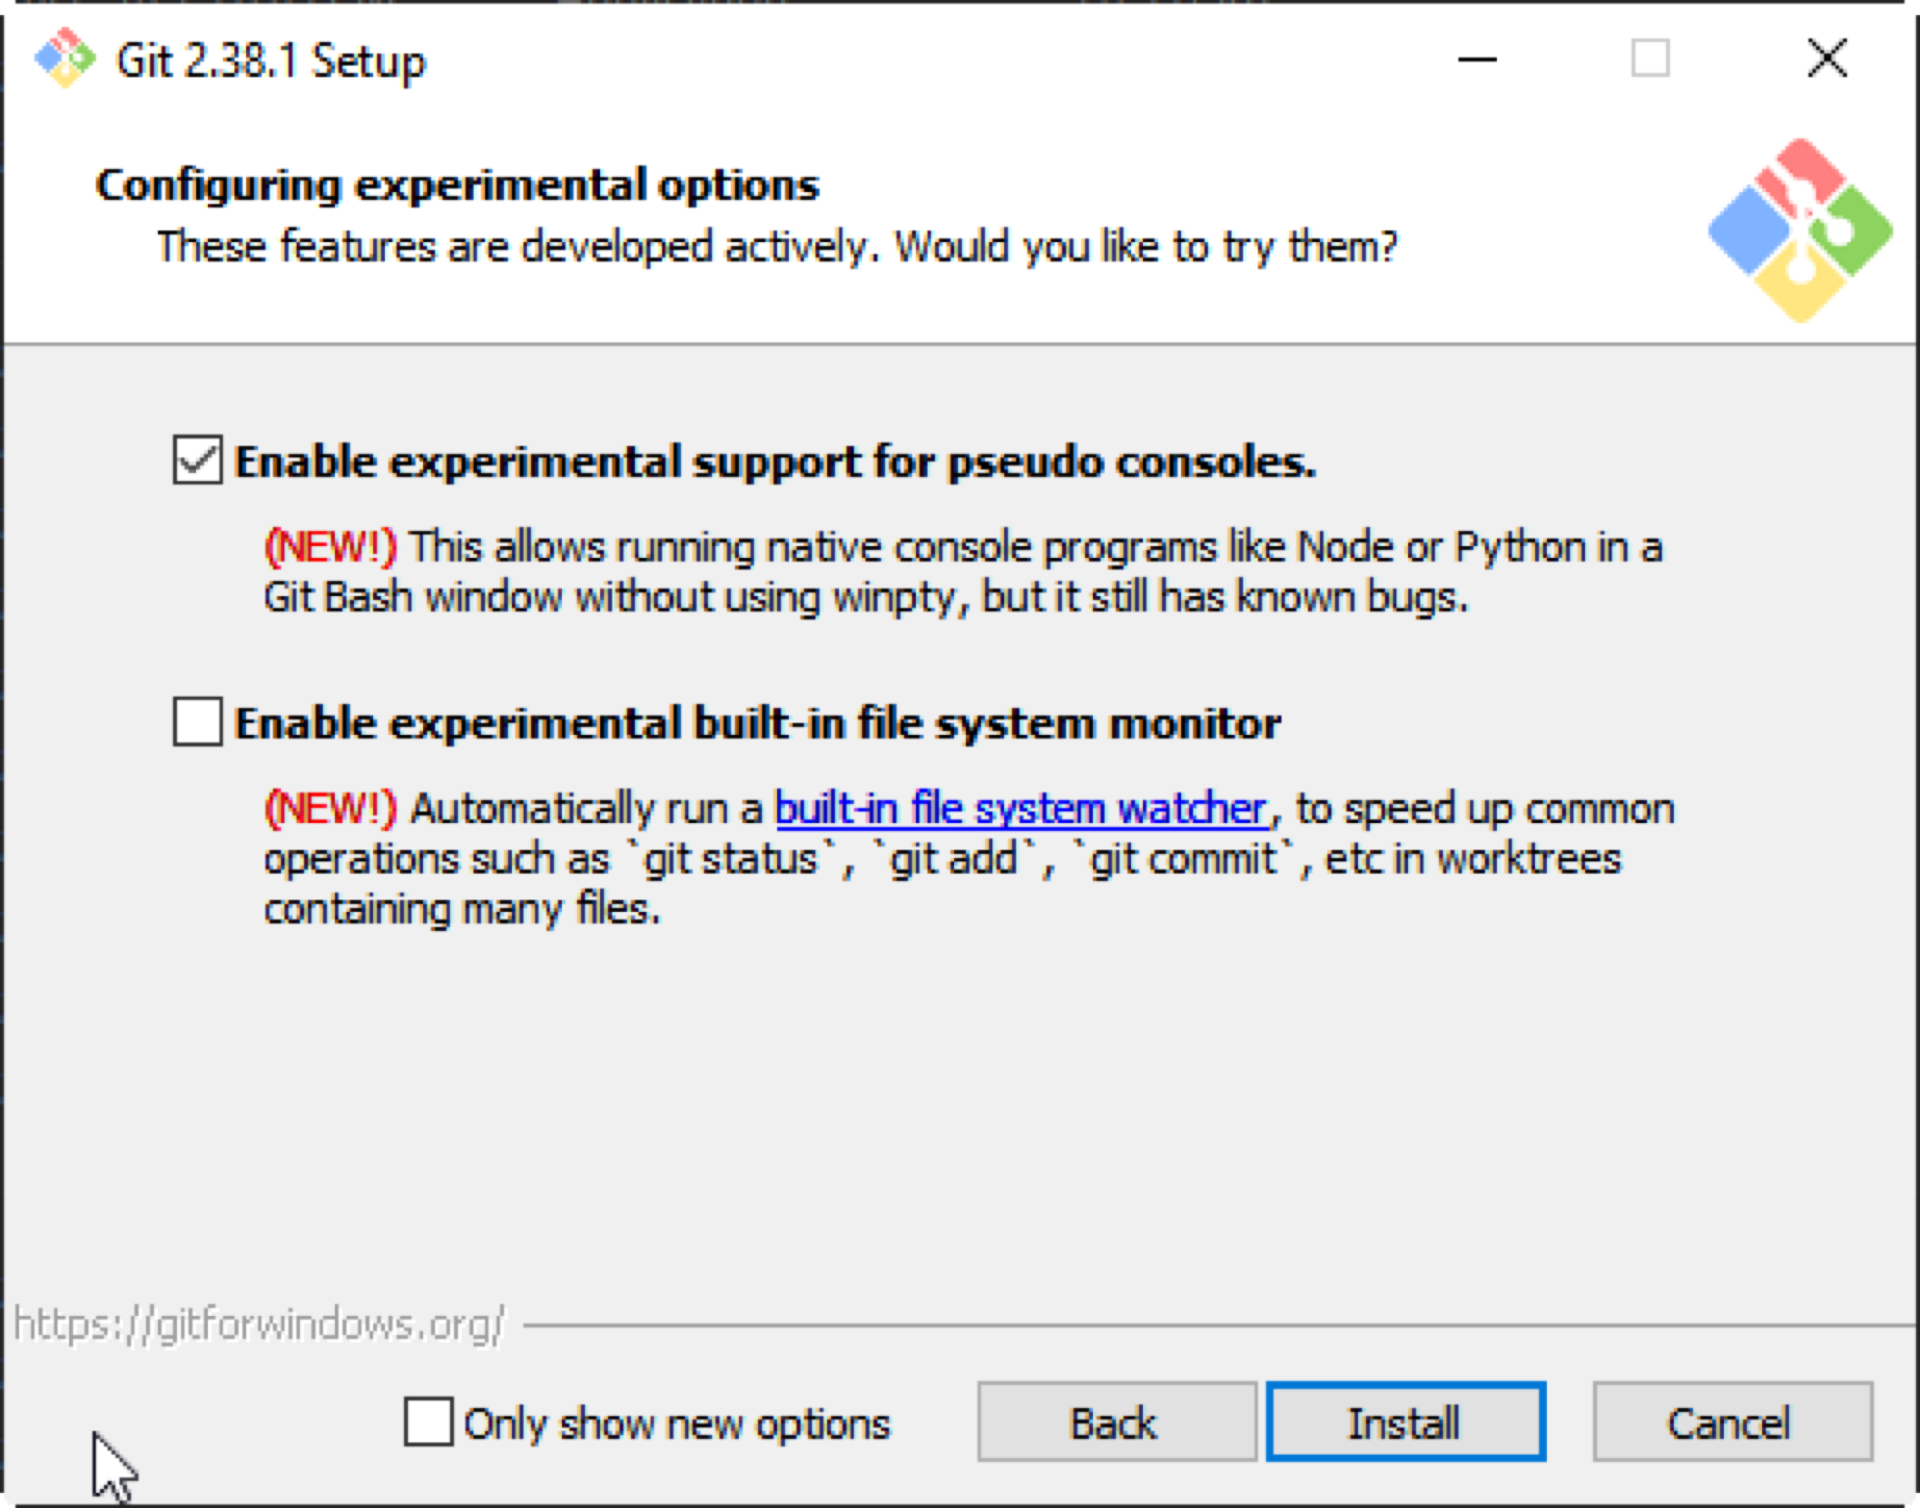 Git 2.38.1 Setup
Configuring experimental options
These features are developed actively. Would you like to try them?
Enable experimental support for pseudo consoles.
(NEW!) This allows running native console programs like Node or Python in a
Git Bash window without using winpty, but it still has known bugs.
Enable experimental built-in file system monitor
(NEW!) Automatically run a built-in file system watcher, to speed up common
operations such as `git status`, `git add`, `git commit`, etc in worktrees
containing many files.
https://gitforwindows.org/
Only show new options
Back
Install
Cancel